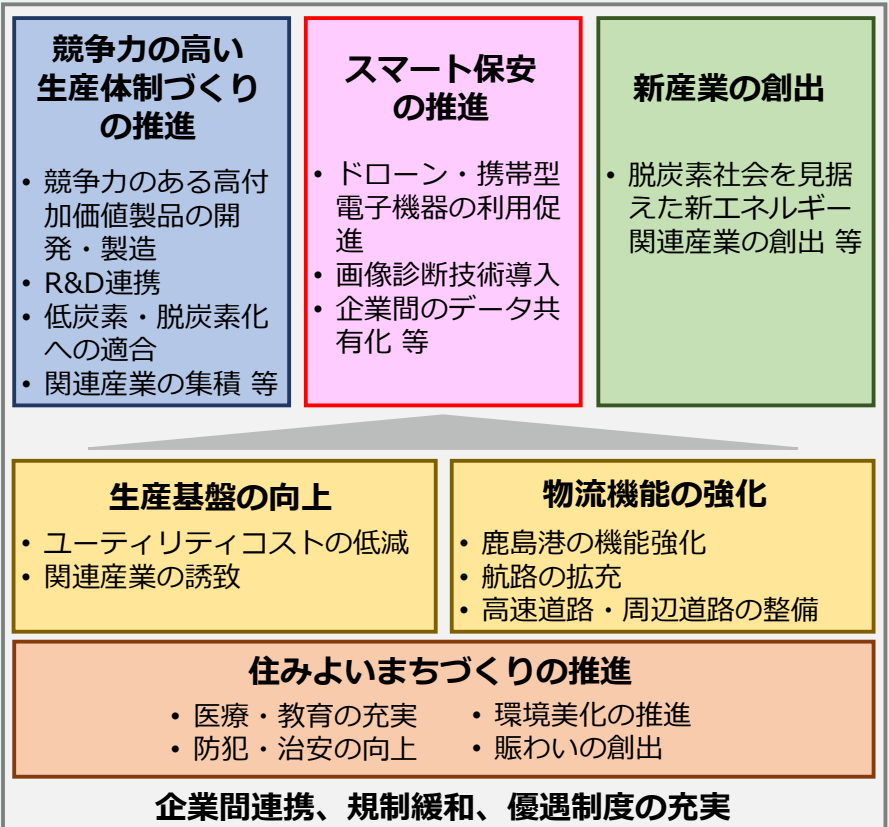 競争力の高い
生産体制づくり
の推進
• 競争力のある高付
加価値製品の開
発・製造
• R&D連携
• 低炭素・脱炭素化
への適合
• 関連産業の集積 等
スマート保安
の推進
• ドローン・携帯型
電子機器の利用促
進
• 画像診断技術導入
• 企業間のデータ共
有化 等
新産業の創出
• 脱炭素社会を見据
えた新エネルギー
関連産業の創出 等
生産基盤の向上
• ユーティリティコストの低減
• 関連産業の誘致
物流機能の強化
• 鹿島港の機能強化
• 航路の拡充
• 高速道路・周辺道路の整備
住みよいまちづくりの推進
• 医療・教育の充実
• 防犯・治安の向上
• 環境美化の推進
• 賑わいの創出
企業間連携、規制緩和、優遇制度の充実